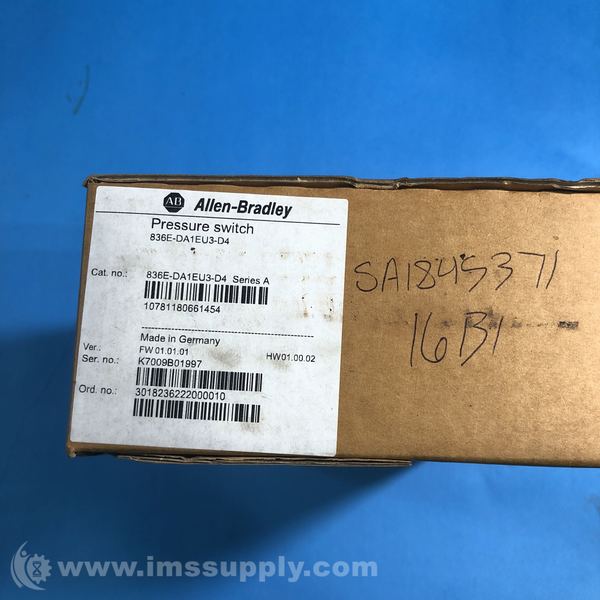 AB Allen-Bradley
Pressure switch
836E-DA1EU3-D4
Cat. no.: 836E-DA1EU3-D4 Series A
10781180661454
Made in Germany
Ver.: FW 01.01.01 HW01.00.02
Ser. no.: K7009B01997
Ord. no.: 3018236222000010
SA1845371
16B1
www.imssupply.com/